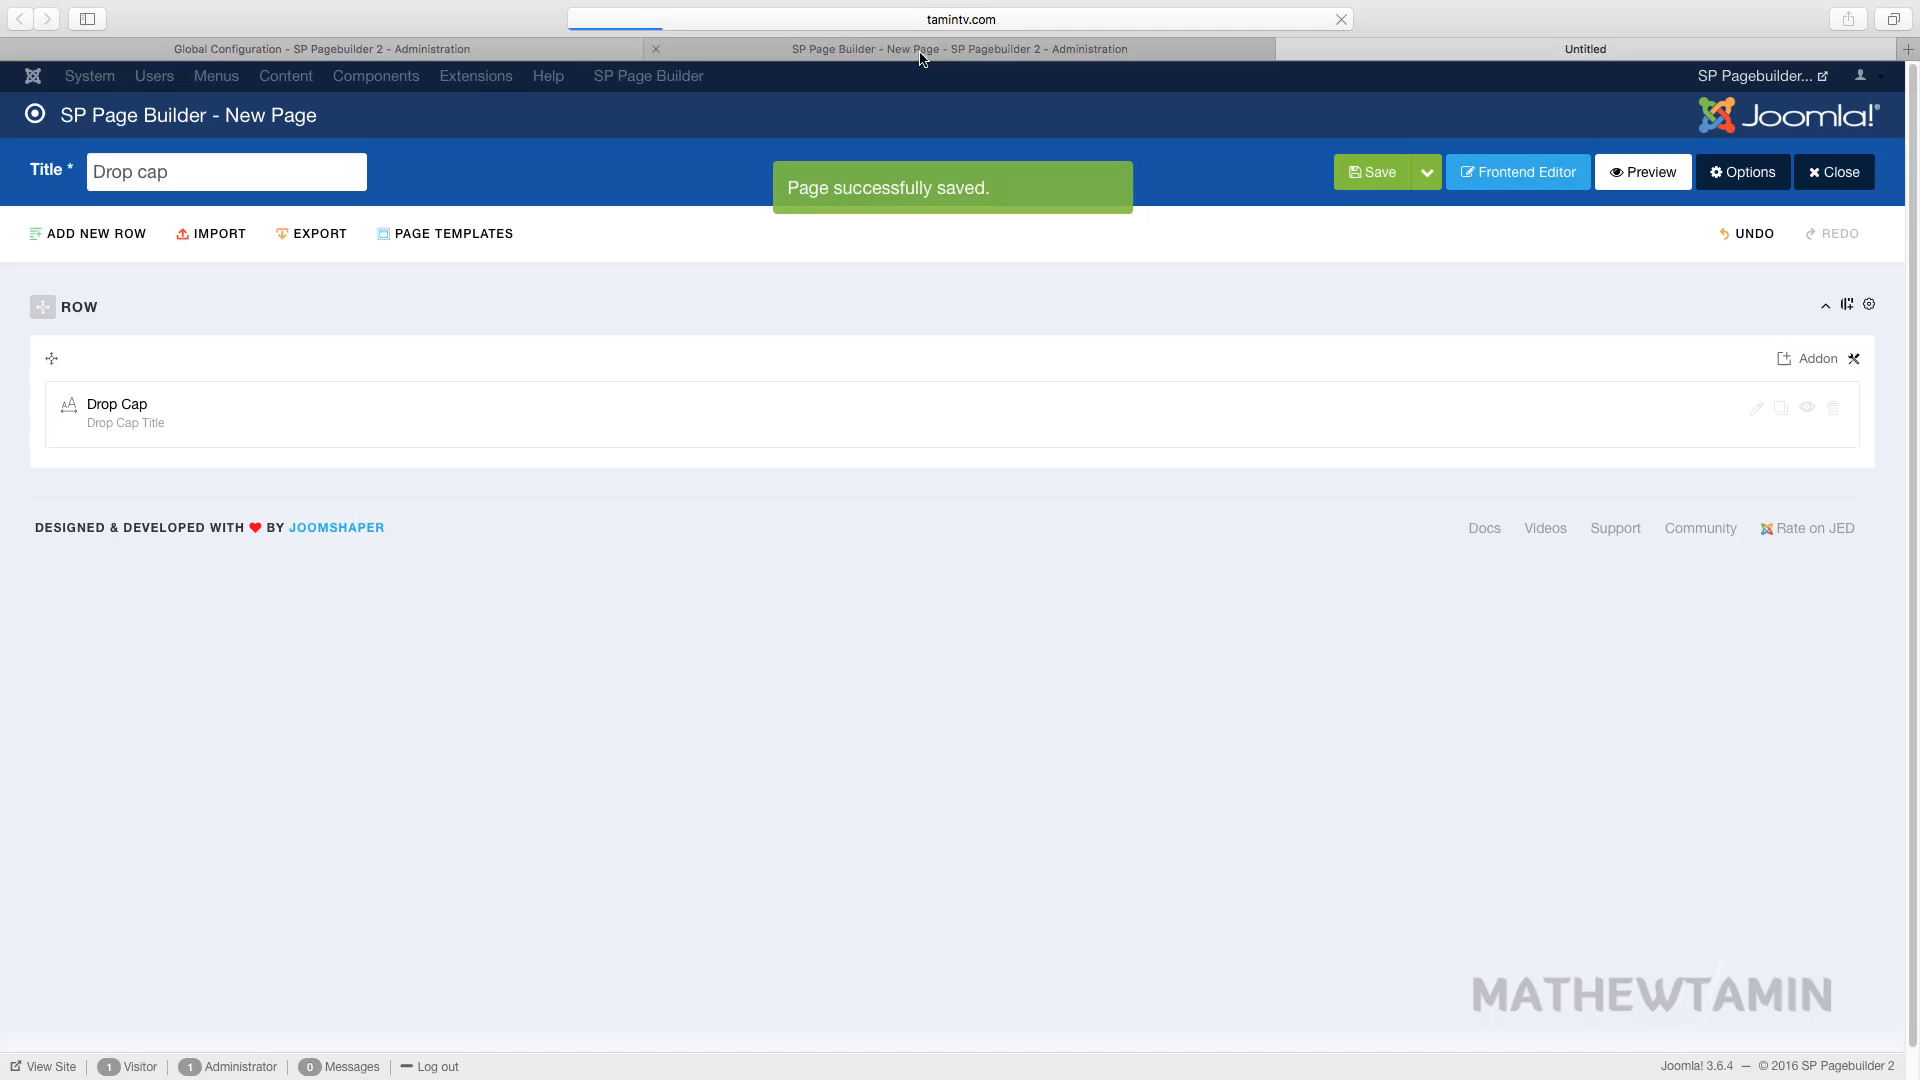 tamintv.com
Global Configuration - SP Pagebuilder 2 - Administration
SP Page Builder - New Page - SP Pagebuilder 2 - Administration
Untitled
System Users Menus Content Components Extensions Help SP Page Builder
SP Pagebuilder...
SP Page Builder - New Page
Joomla!®
Title * Drop cap
Page successfully saved.
Save Frontend Editor Preview Options Close
ADD NEW ROW IMPORT EXPORT PAGE TEMPLATES
UNDO REDO
ROW
Addon
Drop Cap
Drop Cap Title
DESIGNED & DEVELOPED WITH ❤ BY JOOMSHAPER
Docs Videos Support Community Rate on JED
MATHEWTAMIN
View Site 1 Visitor 1 Administrator 0 Messages Log out
Joomla! 3.6.4 — © 2016 SP Pagebuilder 2